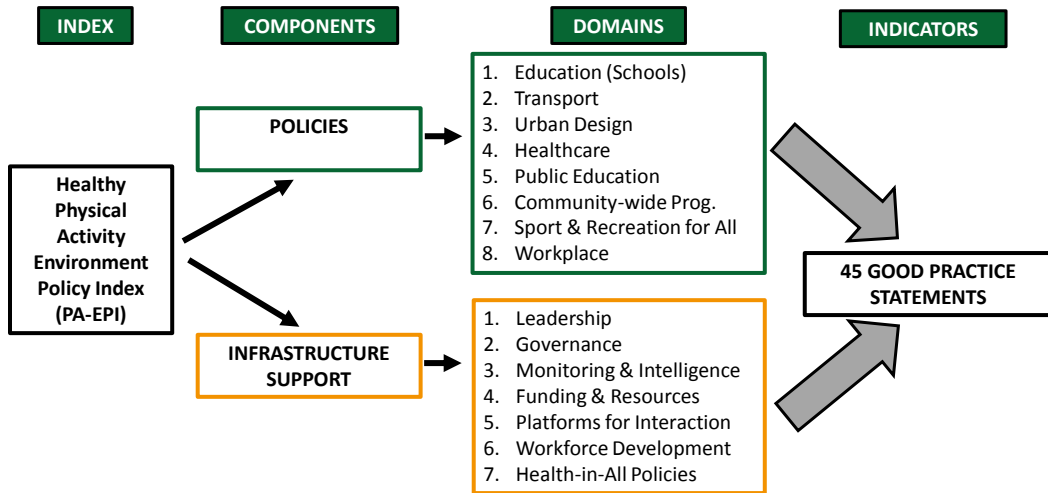 INDEX
COMPONENTS
DOMAINS
INDICATORS
Healthy
Physical
Activity
Environment
Policy Index
(PA-EPI)
POLICIES
INFRASTRUCTURE
SUPPORT
1. Education (Schools)
2. Transport
3. Urban Design
4. Healthcare
5. Public Education
6. Community-wide Prog.
7. Sport & Recreation for All
8. Workplace
1. Leadership
2. Governance
3. Monitoring & Intelligence
4. Funding & Resources
5. Platforms for Interaction
6. Workforce Development
7. Health-in-All Policies
45 GOOD PRACTICE
STATEMENTS